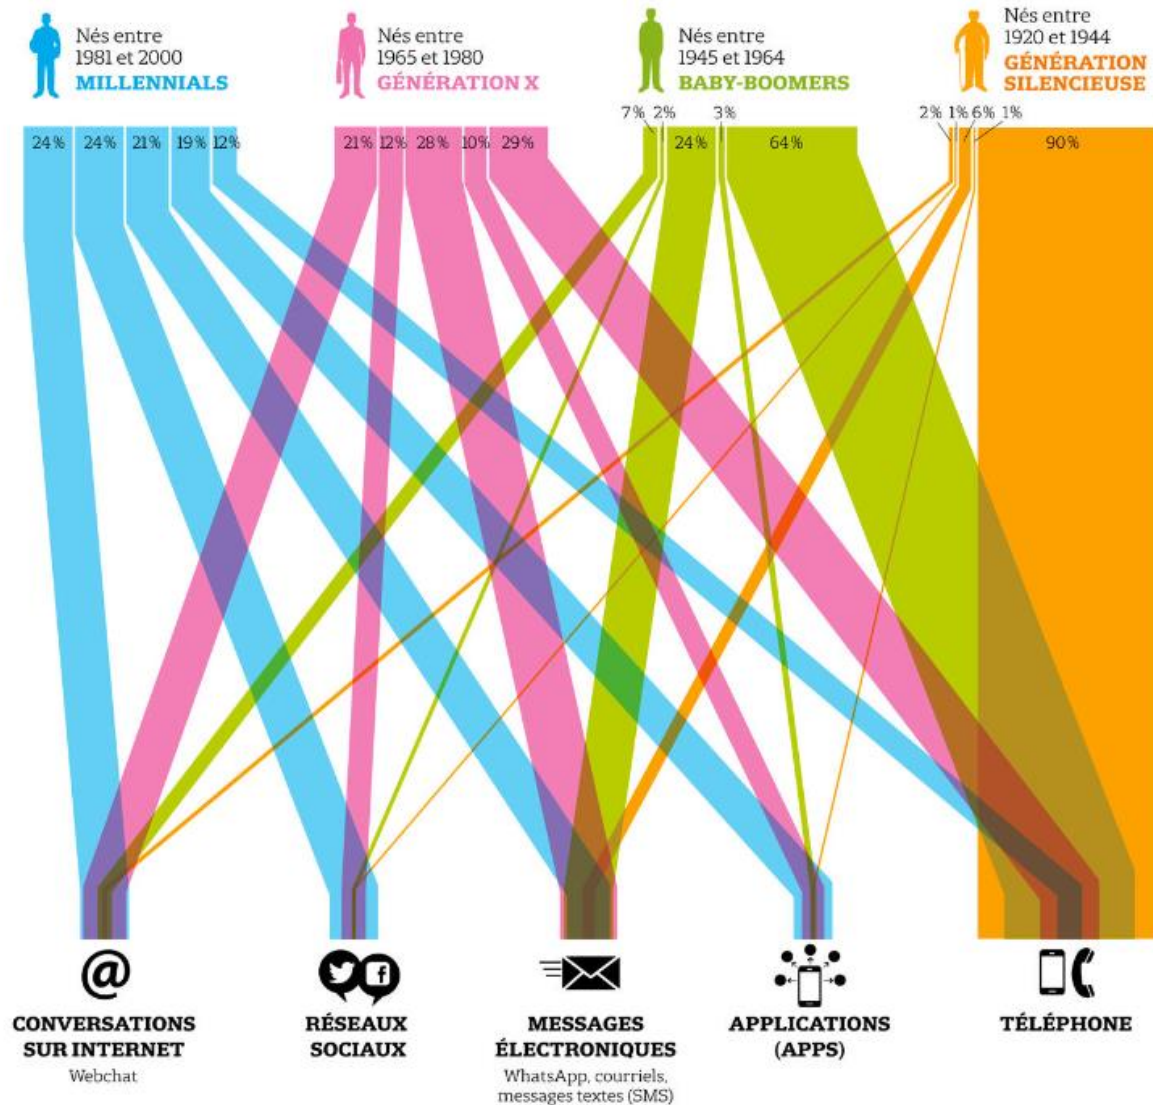 Nés entre
1981 et 2000
MILLENNIALS
Nés entre
1965 et 1980
GÉNÉRATION X
Nés entre
1945 et 1964
BABY-BOOMERS
Nés entre
1920 et 1944
GÉNÉRATION
SILENCIEUSE
24% 24% 21% 19% 12%
21% 12% 28% 10% 29%
7% 2% 24% 3% 64%
2% 1% 6% 1% 90%
@
CONVERSATIONS
SUR INTERNET
Webchat
RÉSEAUX
SOCIAUX
MESSAGES
ÉLECTRONIQUES
WhatsApp, courriels,
messages textes (SMS)
APPLICATIONS
(APPS)
TÉLÉPHONE